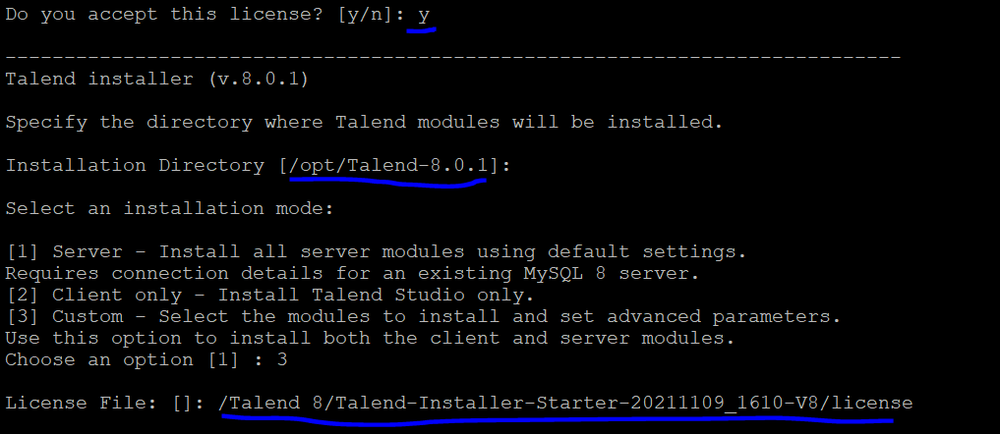 Do you accept this license? [y/n]: y
----------------------------------------------------------------------------
Talend installer (v.8.0.1)
Specify the directory where Talend modules will be installed.
Installation Directory [/opt/Talend-8.0.1]:
Select an installation mode:
[1] Server - Install all server modules using default settings.
Requires connection details for an existing MySQL 8 server.
[2] Client only - Install Talend Studio only.
[3] Custom - Select the modules to install and set advanced parameters.
Use this option to install both the client and server modules.
Choose an option [1] : 3
License File: []: /Talend 8/Talend-Installer-Starter-20211109_1610-V8/license